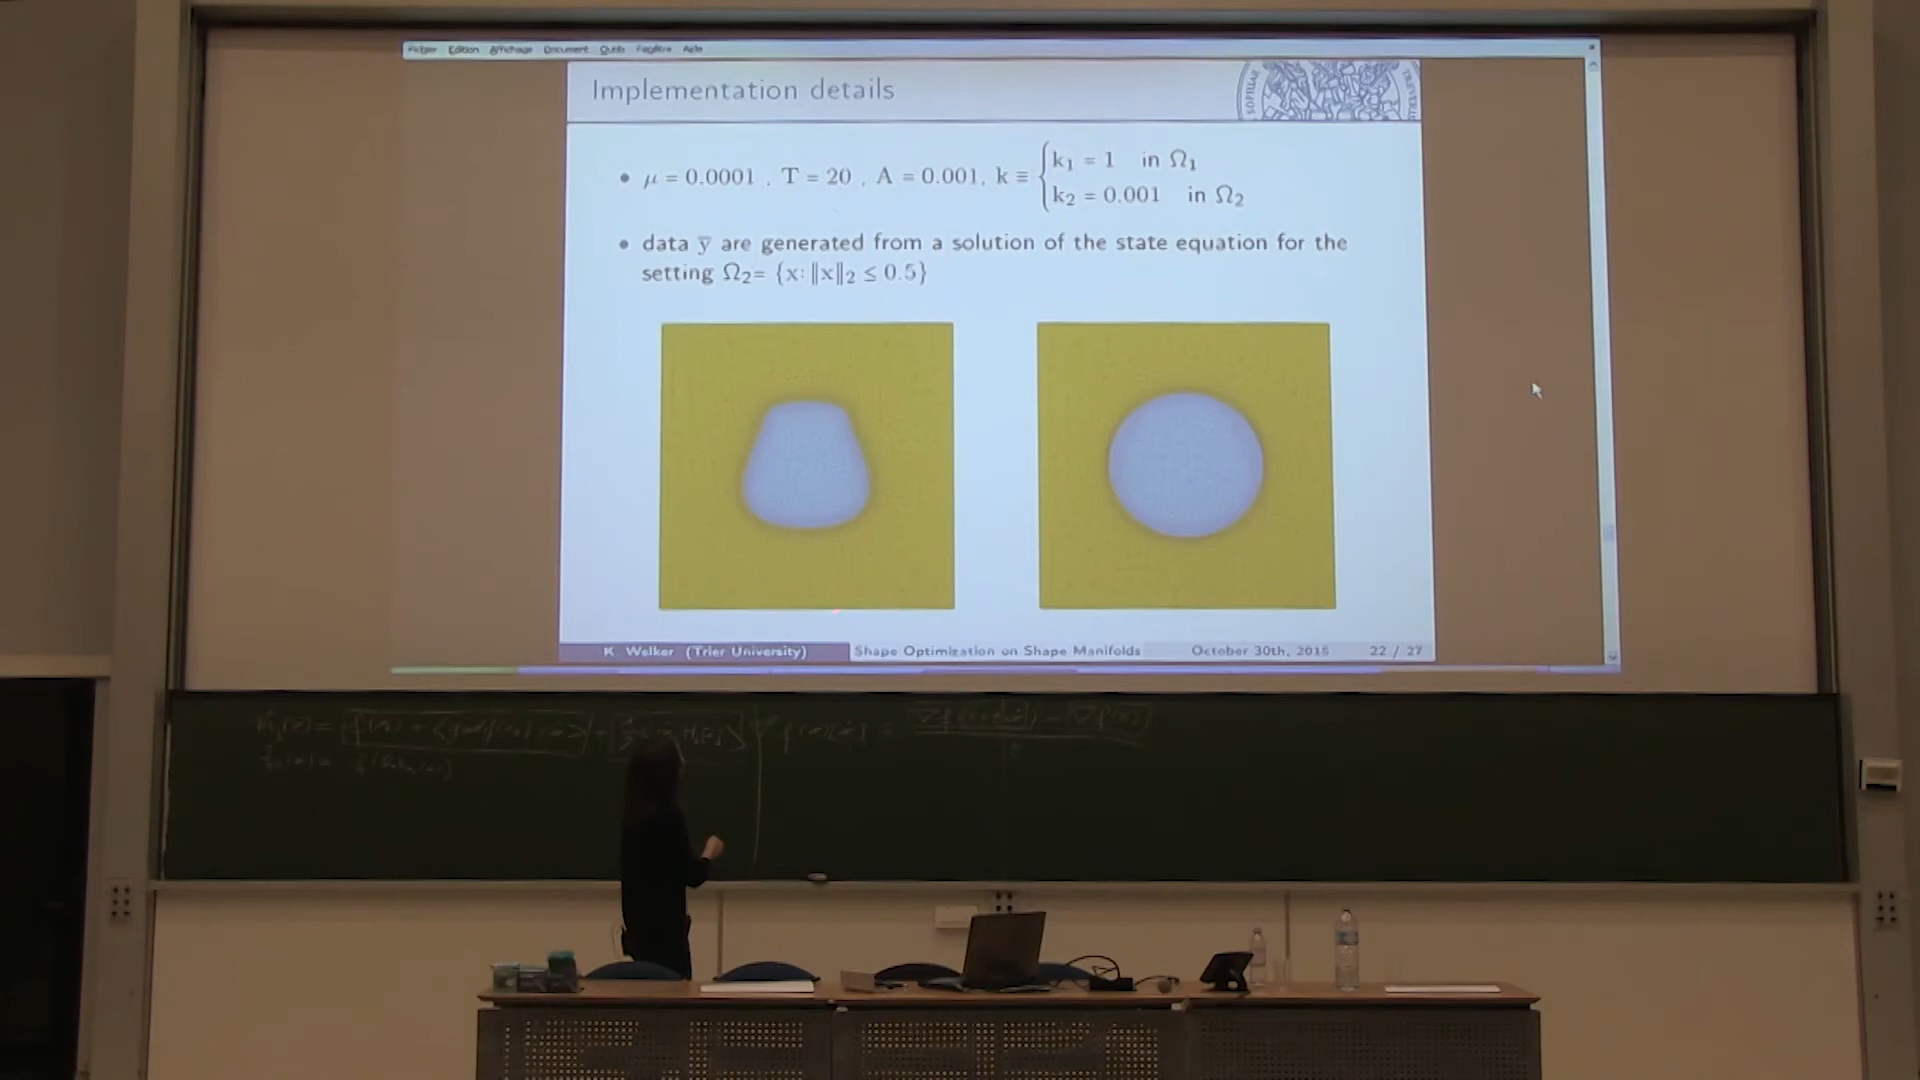 Fichier Edition Affichage Document Outils Fenêtre Aide
Implementation details
SOPHIAE TREVERI
• μ = 0.0001 , T = 20 , A = 0.001, k ≡ { k₁ = 1 in Ω₁
k₂ = 0.001 in Ω₂
• data y̅ are generated from a solution of the state equation for the
setting Ω₂= {x: ‖x‖₂ ≤ 0.5}
K. Welker (Trier University) Shape Optimization on Shape Manifolds October 30th, 2015 22 / 27